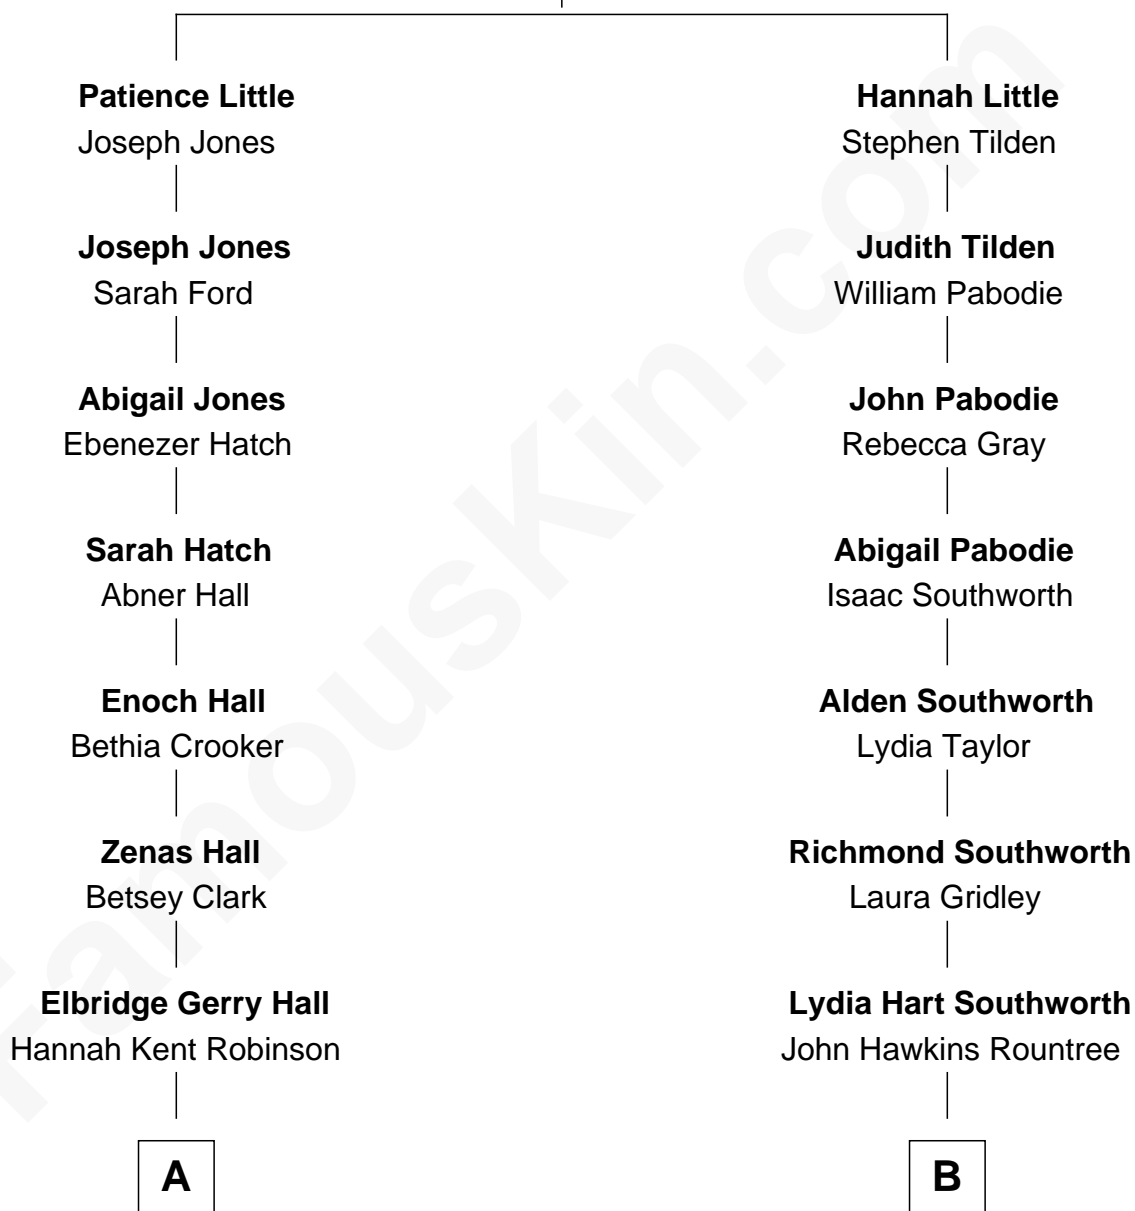 Patience Little
Joseph Jones
Hannah Little
Stephen Tilden
Joseph Jones
Sarah Ford
Judith Tilden
William Pabodie
Abigail Jones
Ebenezer Hatch
John Pabodie
Rebecca Gray
Sarah Hatch
Abner Hall
Abigail Pabodie
Isaac Southworth
Enoch Hall
Bethia Crooker
Alden Southworth
Lydia Taylor
Zenas Hall
Betsey Clark
Richmond Southworth
Laura Gridley
Elbridge Gerry Hall
Hannah Kent Robinson
Lydia Hart Southworth
John Hawkins Rountree
A
B
FamousKin.com